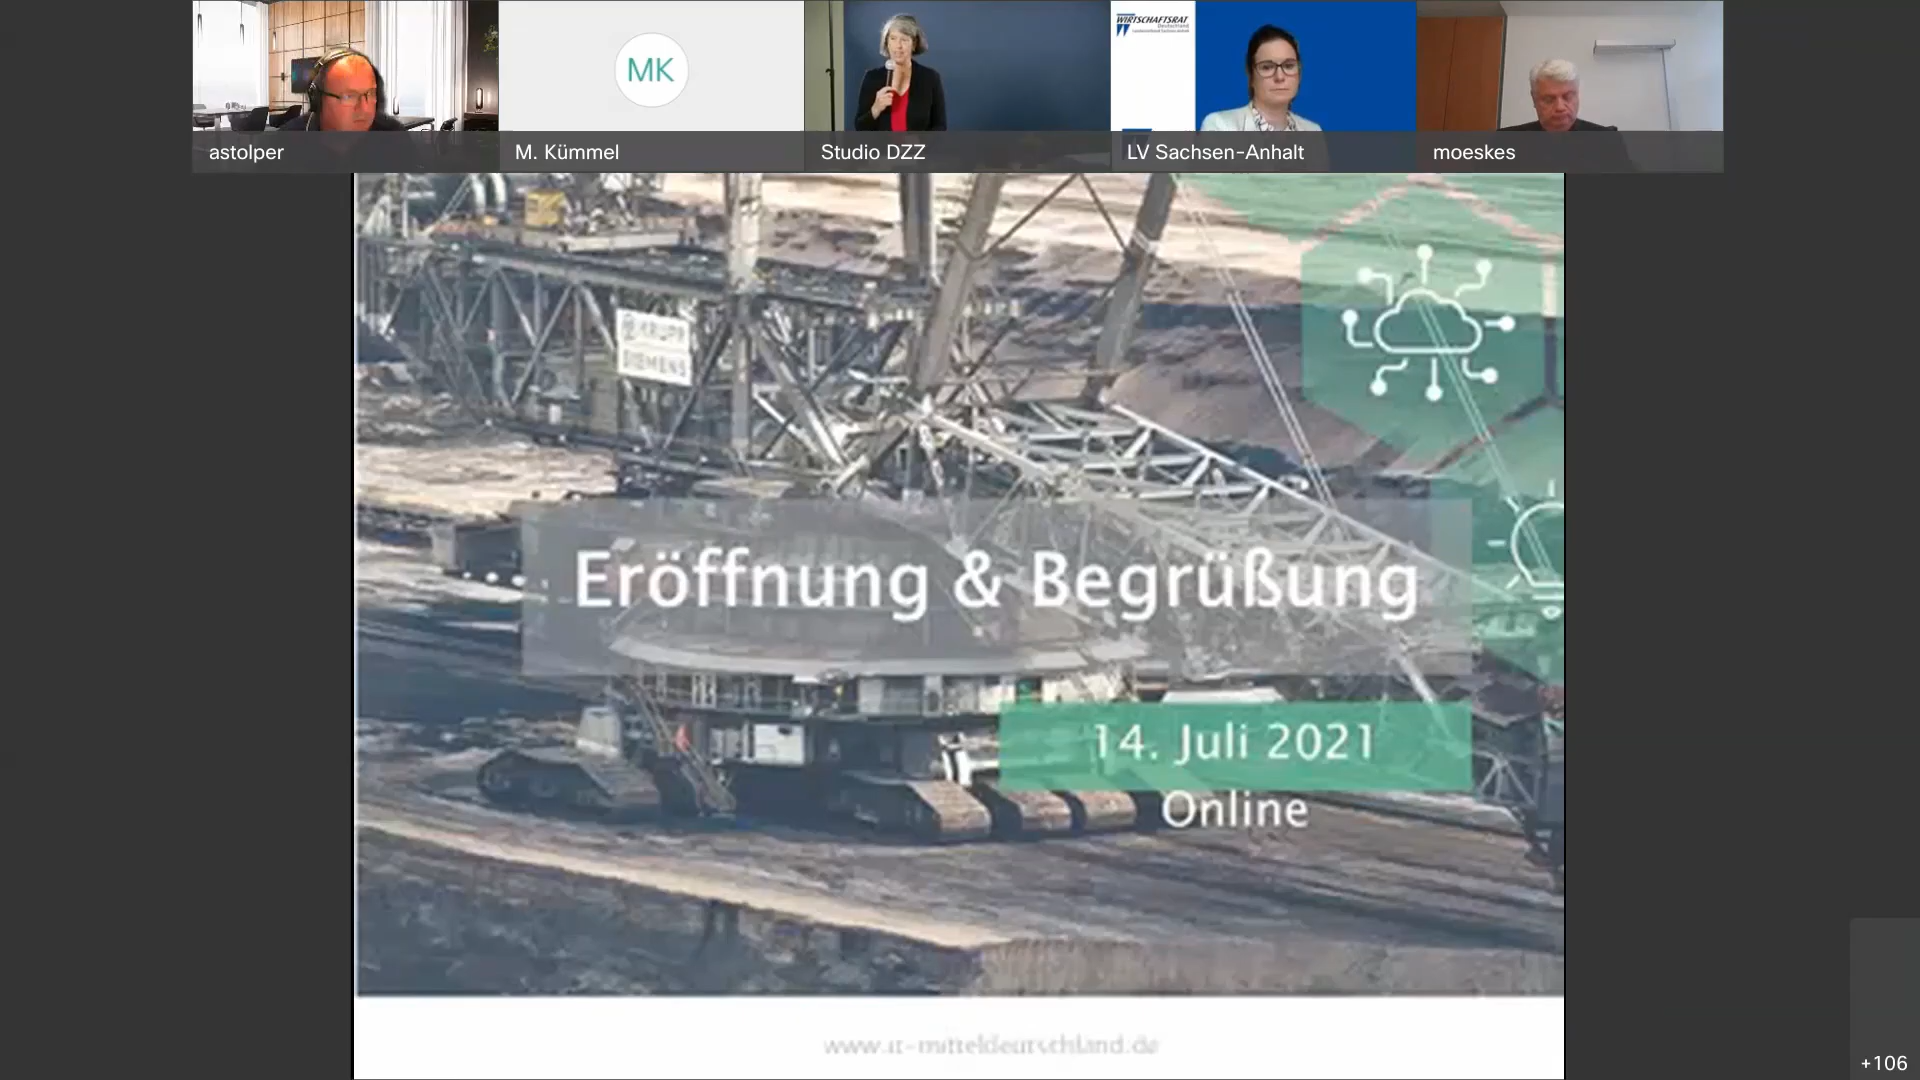 WIRTSCHAFTSRAT
Deutschland
MK
astolper
M. Kümmel
Studio DZZ
LV Sachsen-Anhalt
moeskes
KRUPP
SIEMENS
Eröffnung & Begrüßung
14. Juli 2021
Online
www.it-mitteldeutschland.de
+106